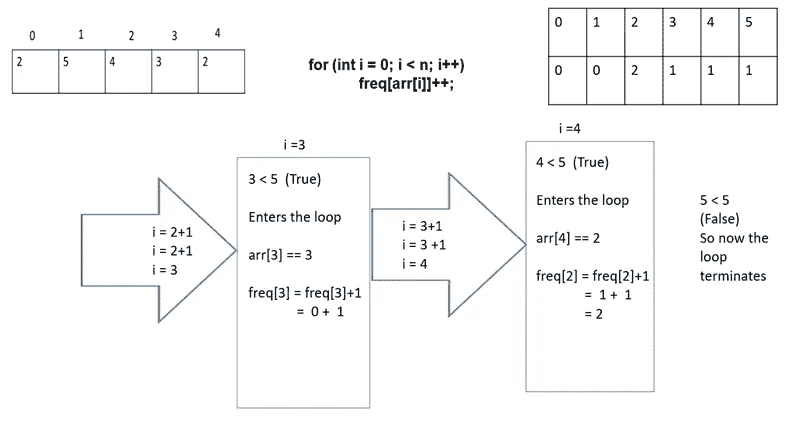 0 1 2 3 4
2 5 4 3 2
for (int i = 0; i < n; i++)
freq[arr[i]]++;
0 1 2 3 4 5
0 0 2 1 1 1
i = 2+1
i = 2+1
i = 3
i =3
3 < 5 (True)
Enters the loop
arr[3] == 3
freq[3] = freq[3]+1
= 0 + 1
i = 3+1
i = 3 +1
i = 4
i =4
4 < 5 (True)
Enters the loop
arr[4] == 2
freq[2] = freq[2]+1
= 1 + 1
= 2
5 < 5
(False)
So now the
loop
terminates